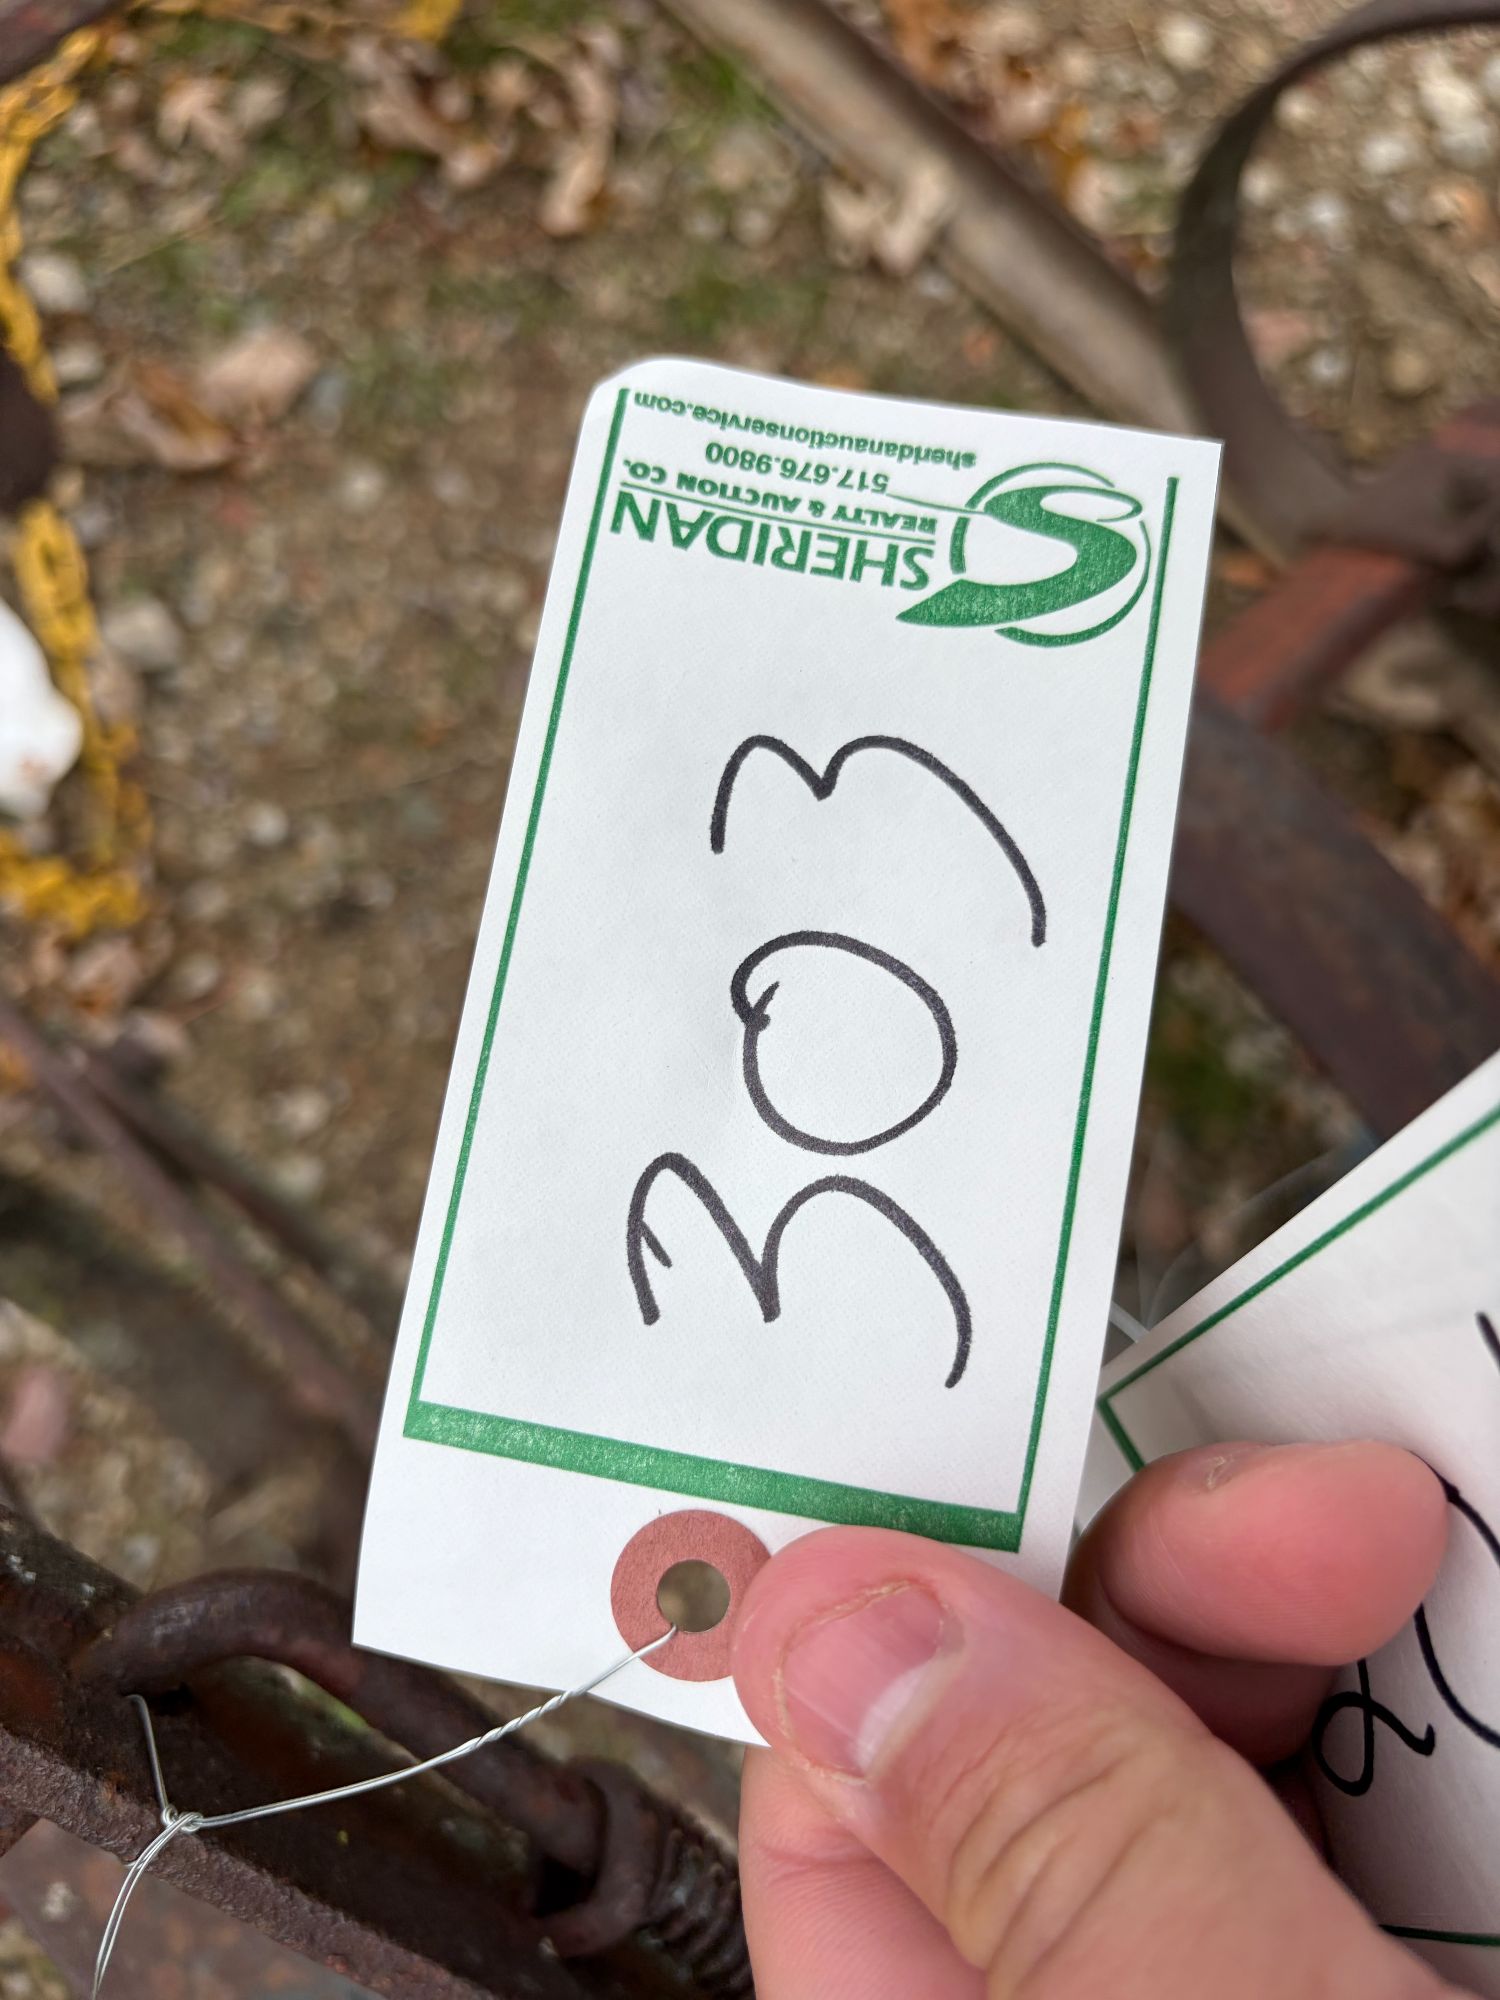 SHERIDAN
REALTY & AUCTION CO.
517.676.9800
sheridanauctionservice.com
303